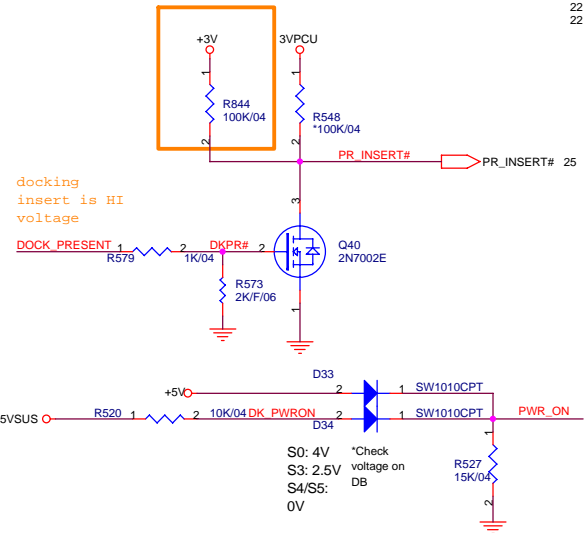 22
22
+3V
3VPCU
1
1
R844
100K/04
R548
*100K/04
2
2
PR_INSERT#
PR_INSERT# 25
docking
insert is HI
voltage
3
DOCK_PRESENT
1
2
DKPR#
2
Q40
2N7002E
R579
1K/04
R573
2K/F/06
1
D33
+5V
2
1
SW1010CPT
5VSUS
R520
1
2
10K/04
DK_PWRON
2
1
SW1010CPT
PWR_ON
D34
S0: 4V
S3: 2.5V
S4/S5:
0V
*Check
voltage on
DB
1
R527
15K/04
2